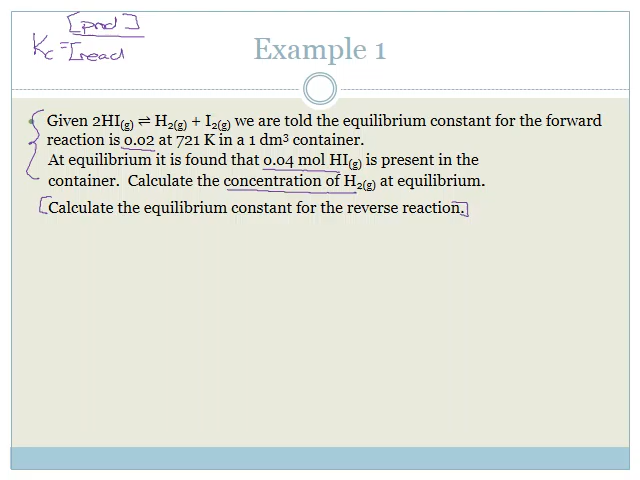 [prod]
Kc = [react
Example 1
Given 2HI(g) ⇌ H2(g) + I2(g) we are told the equilibrium constant for the forward
reaction is 0.02 at 721 K in a 1 dm³ container.
At equilibrium it is found that 0.04 mol HI(g) is present in the
container. Calculate the concentration of H2(g) at equilibrium.
[Calculate the equilibrium constant for the reverse reaction.]